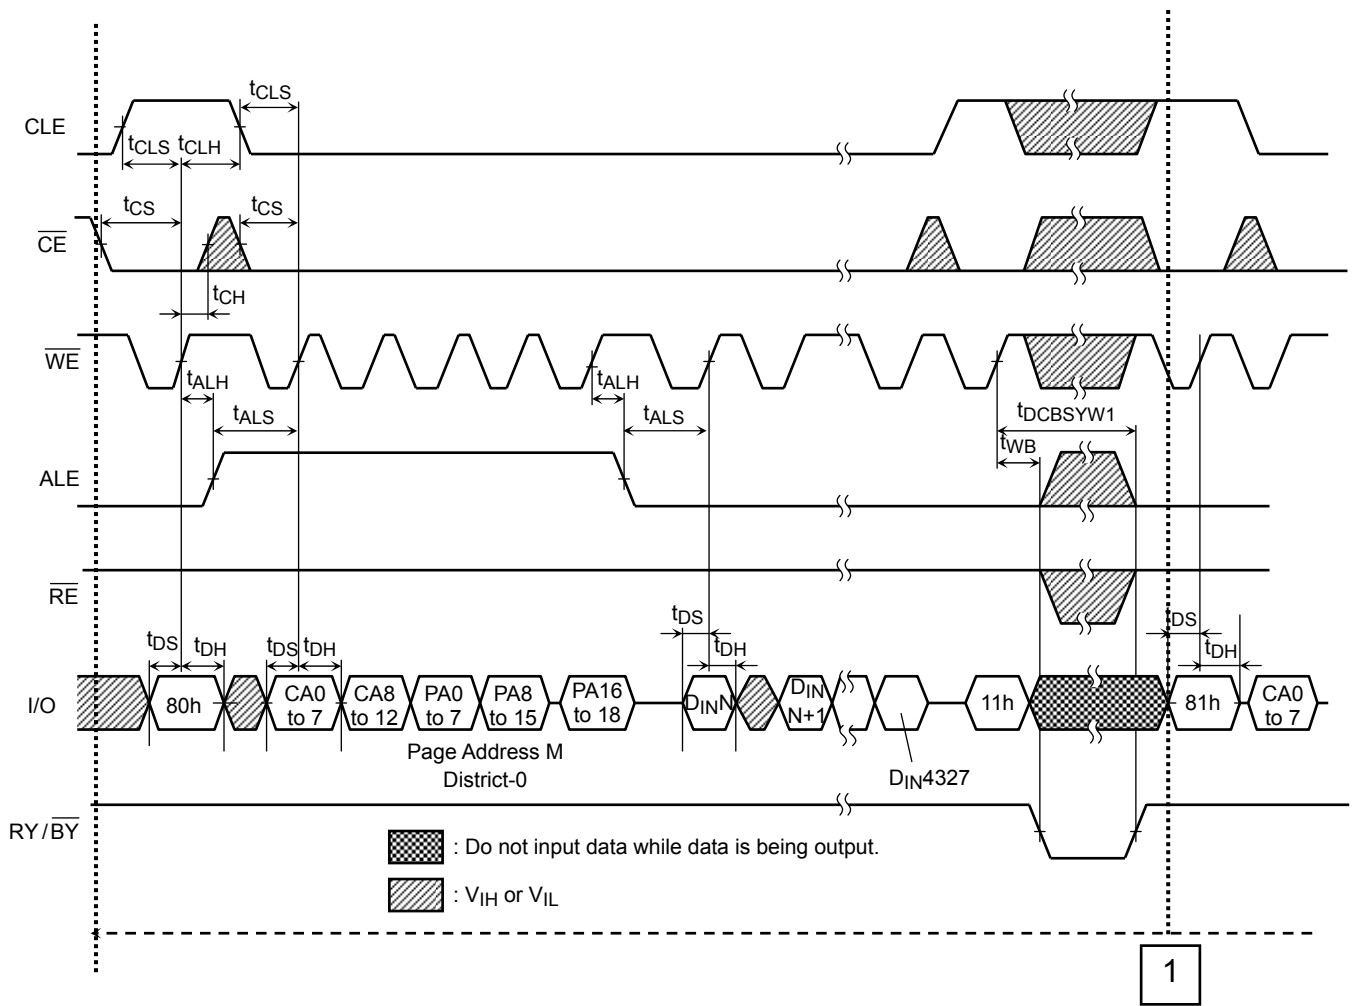 tCLS
CLE
tCLS tCLH
tCS tCS
CE
tCH
WE
tALH tALH
tALS tALS tDCBSYW1
tWB
ALE
RE
tDS tDH tDS tDH tDS tDH tDS tDH
I/O
80h
CA0 to 7
CA8 to 12
PA0 to 7
PA8 to 15
PA16 to 18
DINN
DIN N+1
11h
81h
CA0 to 7
Page Address M
District-0
DIN4327
RY/BY
: Do not input data while data is being output.
: VIH or VIL
1